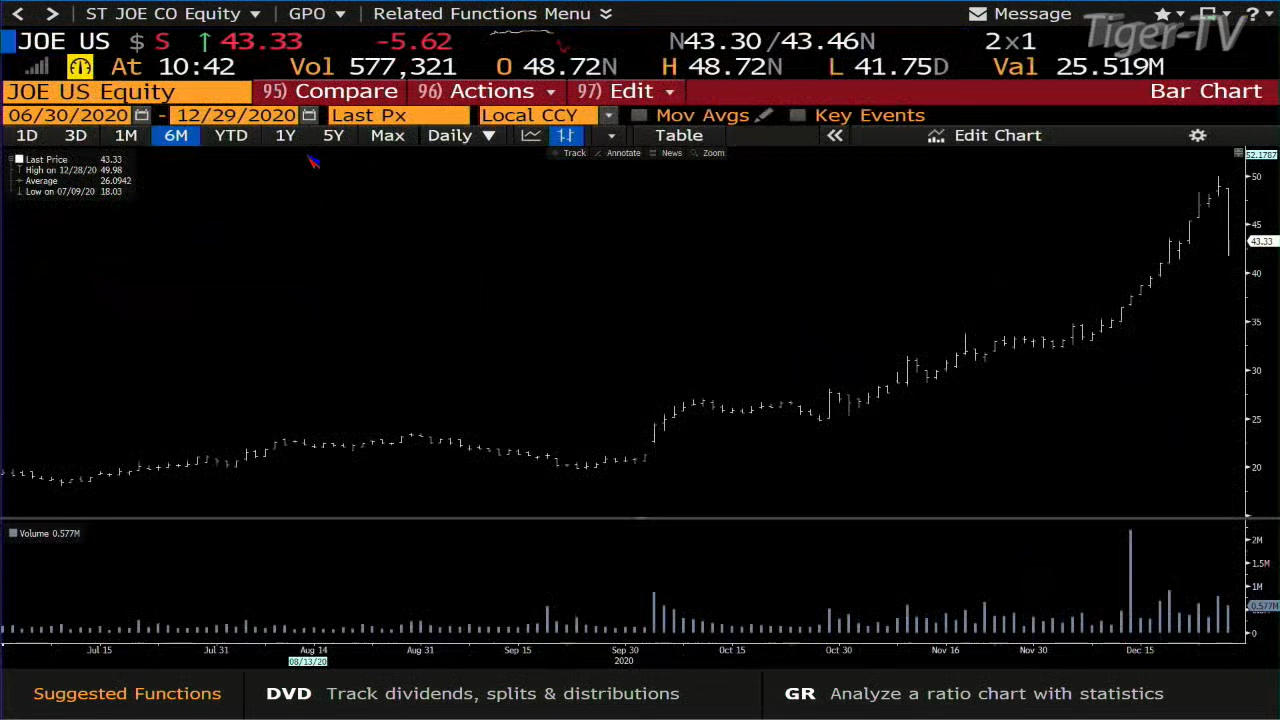 < > ST JOE CO Equity GPO Related Functions Menu Message ?
JOE US $ S ↑ 43.33 -5.62 N43.30 /43.46N 2x1 Tiger-TV
At 10:42 Vol 577,321 O 48.72N H 48.72N L 41.75D Val 25.519M
JOE US Equity 95) Compare 96) Actions 97) Edit Bar Chart
06/30/2020 - 12/29/2020 Last Px Local CCY Mov Avgs Key Events
1D 3D 1M 6M YTD 1Y 5Y Max Daily ▼ Table « Edit Chart
Track Annotate News Zoom
Last Price 43.33
High on 12/28/20 49.98
Average 26.0942
Low on 07/09/20 18.03
52.1787
50
45
43.33
40
35
30
25
20
Volume 0.577M
2M
1.5M
1M
0.577M
0
Jul 15 Jul 31 Aug 14 Aug 31 Sep 15 Sep 30 Oct 15 Oct 30 Nov 16 Nov 30 Dec 15
08/13/20 2020
Suggested Functions DVD Track dividends, splits & distributions GR Analyze a ratio chart with statistics